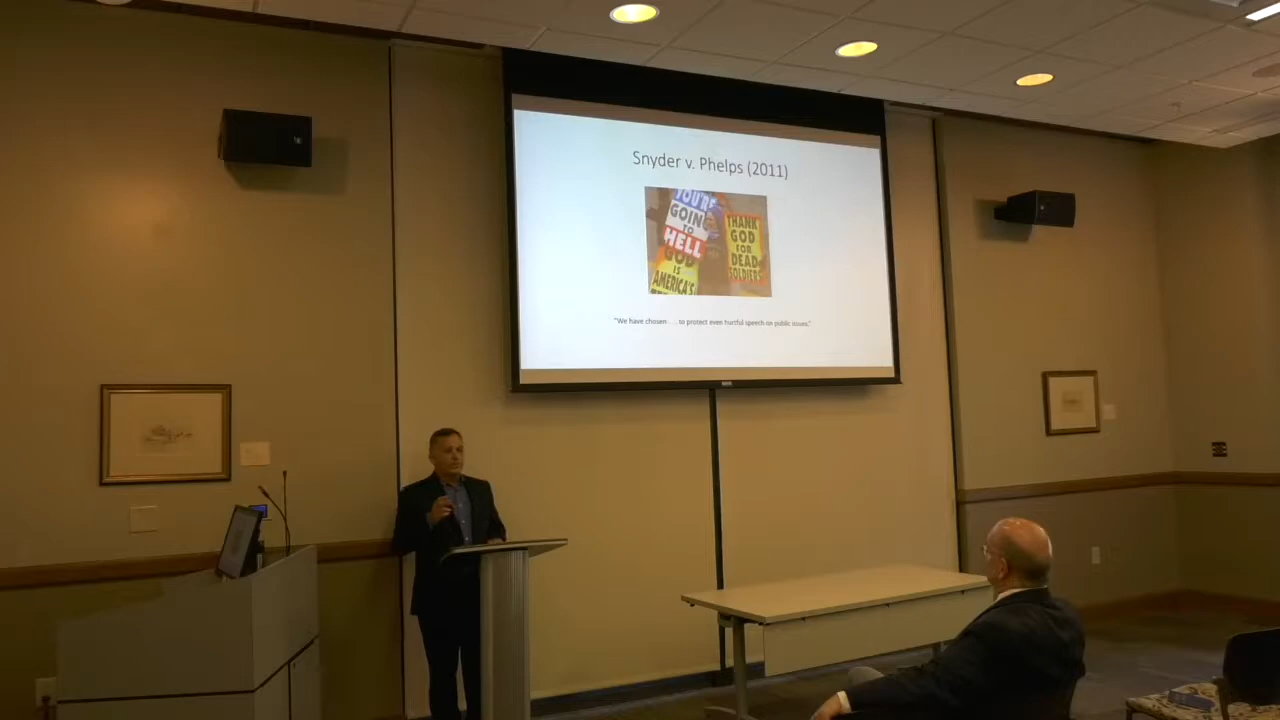 Snyder v. Phelps (2011)
YOU'RE
GOING
TO
HELL
GOD
IS
AMERICA'S
THANK
GOD
FOR
DEAD
SOLDIERS
"We have chosen . . . to protect even hurtful speech on public issues."